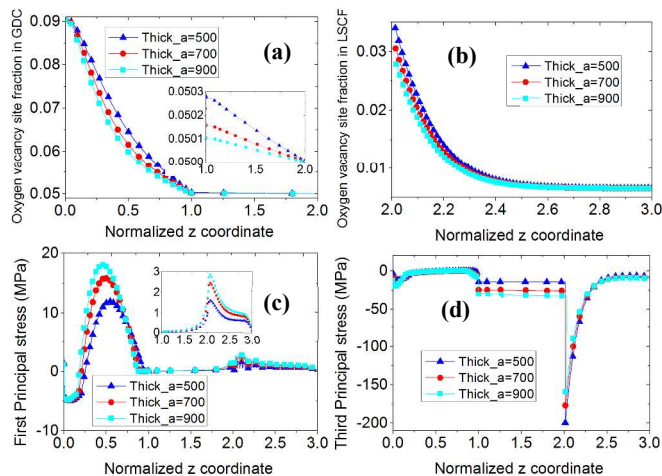 Oxygen vacancy site fraction in GDC
0.09
0.08
0.07
0.06
0.05
0.0 0.5 1.0 1.5 2.0
Normalized z coordinate
Thick_a=500
Thick_a=700
Thick_a=900
(a)
0.0503
0.0502
0.0501
0.0500
1.0 1.2 1.4 1.6 1.8 2.0
Oxygen vacancy site fraction in LSCF
0.03
0.02
0.01
2.0 2.2 2.4 2.6 2.8 3.0
Normalized z coordinate
(b)
Thick_a=500
Thick_a=700
Thick_a=900
First Principal stress (MPa)
20
10
0
-10
0.0 0.5 1.0 1.5 2.0 2.5 3.0
Normalized z coordinate
3
2
1
0
1.0 1.5 2.0 2.5 3.0
(c)
Thick_a=500
Thick_a=700
Thick_a=900
Third Principal stress (MPa)
0
-50
-100
-150
-200
0.0 0.5 1.0 1.5 2.0 2.5 3.0
Normalized z coordinate
(d)
Thick_a=500
Thick_a=700
Thick_a=900